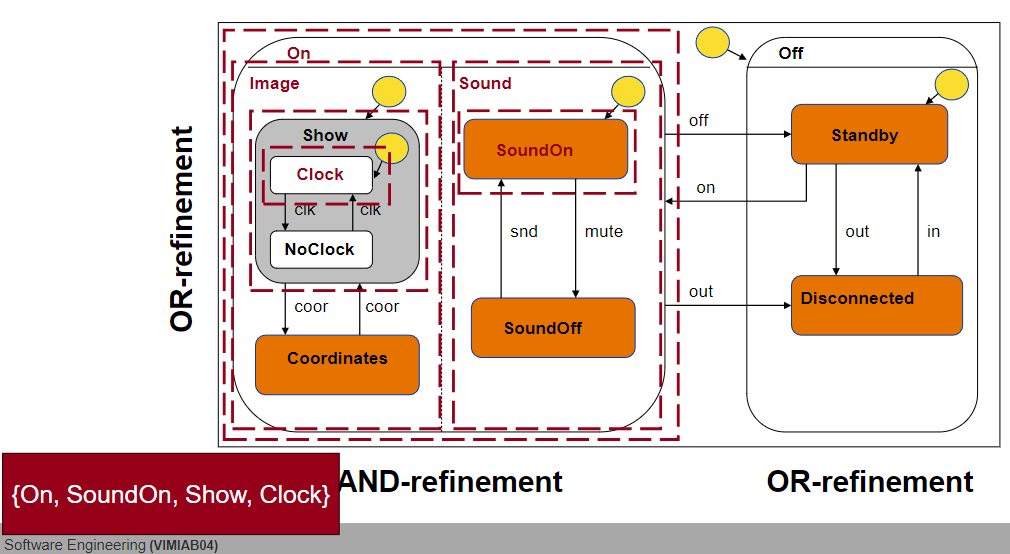 On
Off
Image
Sound
Show
SoundOn
Standby
Clock
clk
clk
NoClock
off
on
snd
mute
out
in
coor
coor
out
Disconnected
SoundOff
Coordinates
OR-refinement
AND-refinement
OR-refinement
{On, SoundOn, Show, Clock}
Software Engineering (VIMIAB04)